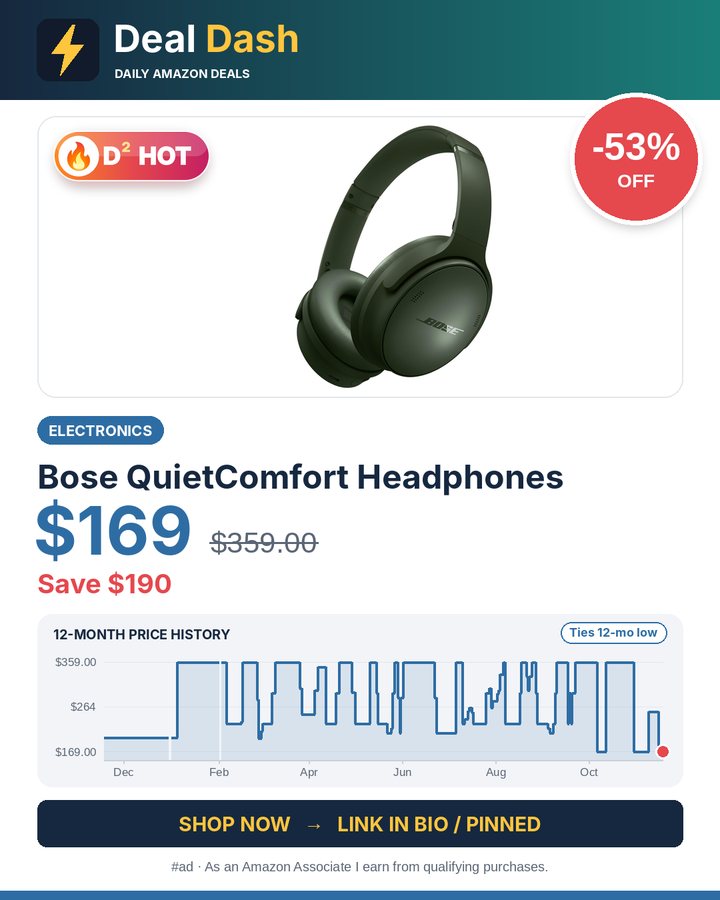 Deal Dash
DAILY AMAZON DEALS
D² HOT
-53%
OFF
BOSE
ELECTRONICS
Bose QuietComfort Headphones
$169 $359.00
Save $190
12-MONTH PRICE HISTORY
Ties 12-mo low
$359.00
$264
$169.00
Dec Feb Apr Jun Aug Oct
SHOP NOW → LINK IN BIO / PINNED
#ad · As an Amazon Associate I earn from qualifying purchases.